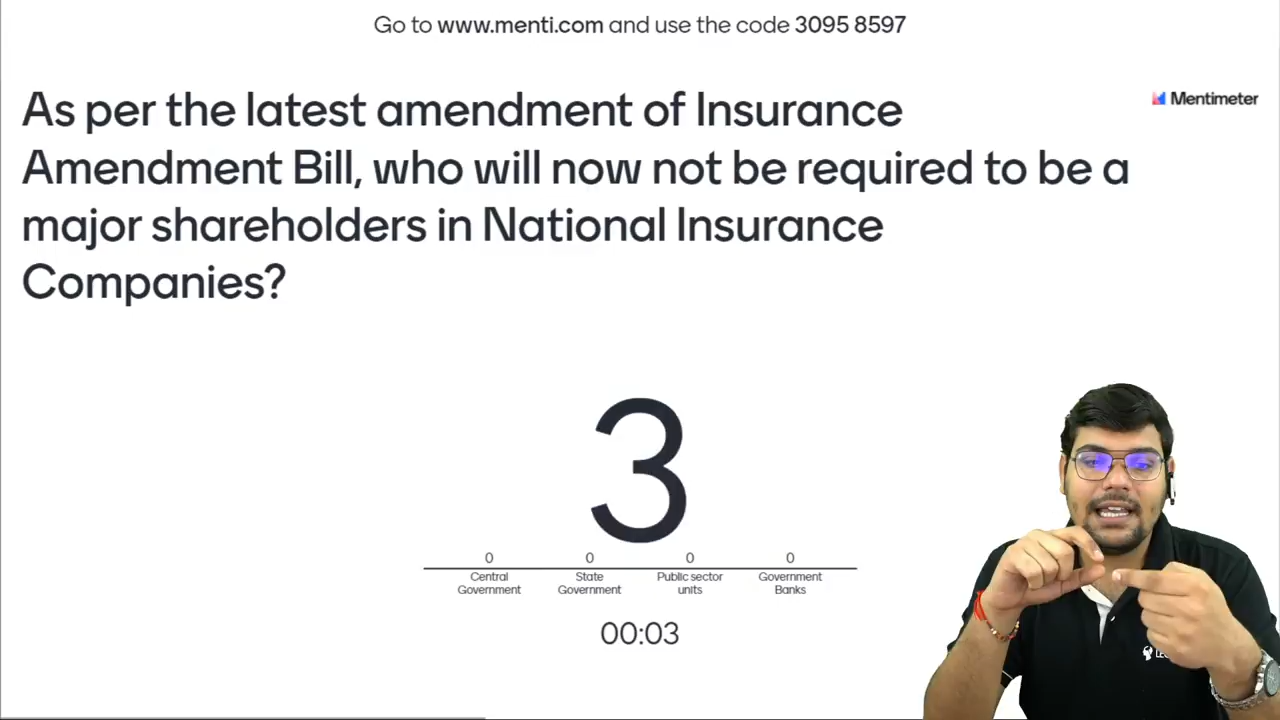 Go to www.menti.com and use the code 3095 8597
Mentimeter
As per the latest amendment of Insurance
Amendment Bill, who will now not be required to be a
major shareholders in National Insurance
Companies?
3
0 0 0 0
Central Government
State Government
Public sector units
Government Banks
00:03